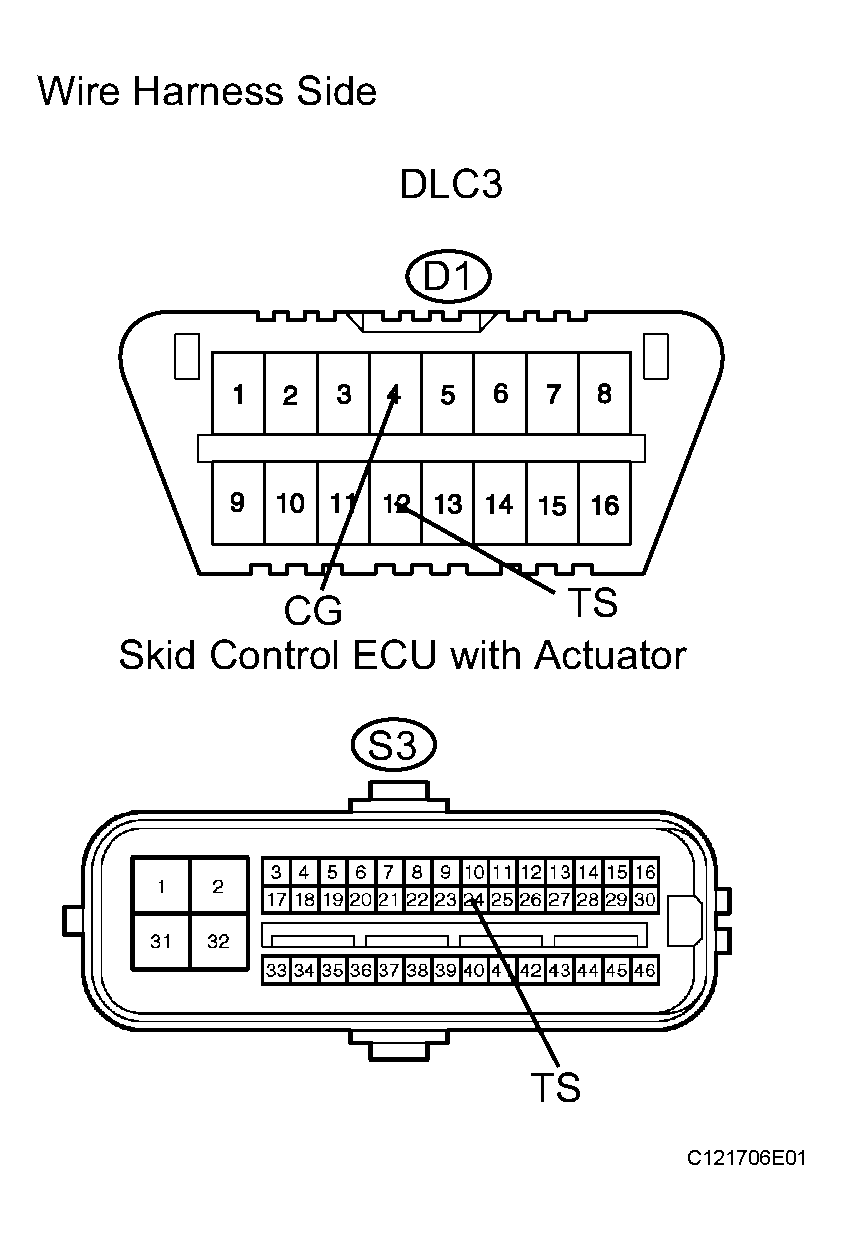 Wire Harness Side
DLC3
D1
1 2 3 4 5 6 7 8
9 10 11 12 13 14 15 16
CG
TS
Skid Control ECU with Actuator
S3
1 2
3 4 5 6 7 8 9 10 11 12 13 14 15 16
17 18 19 20 21 22 23 24 25 26 27 28 29 30
31 32
33 34 35 36 37 38 39 40 41 42 43 44 45 46
TS
C121706E01